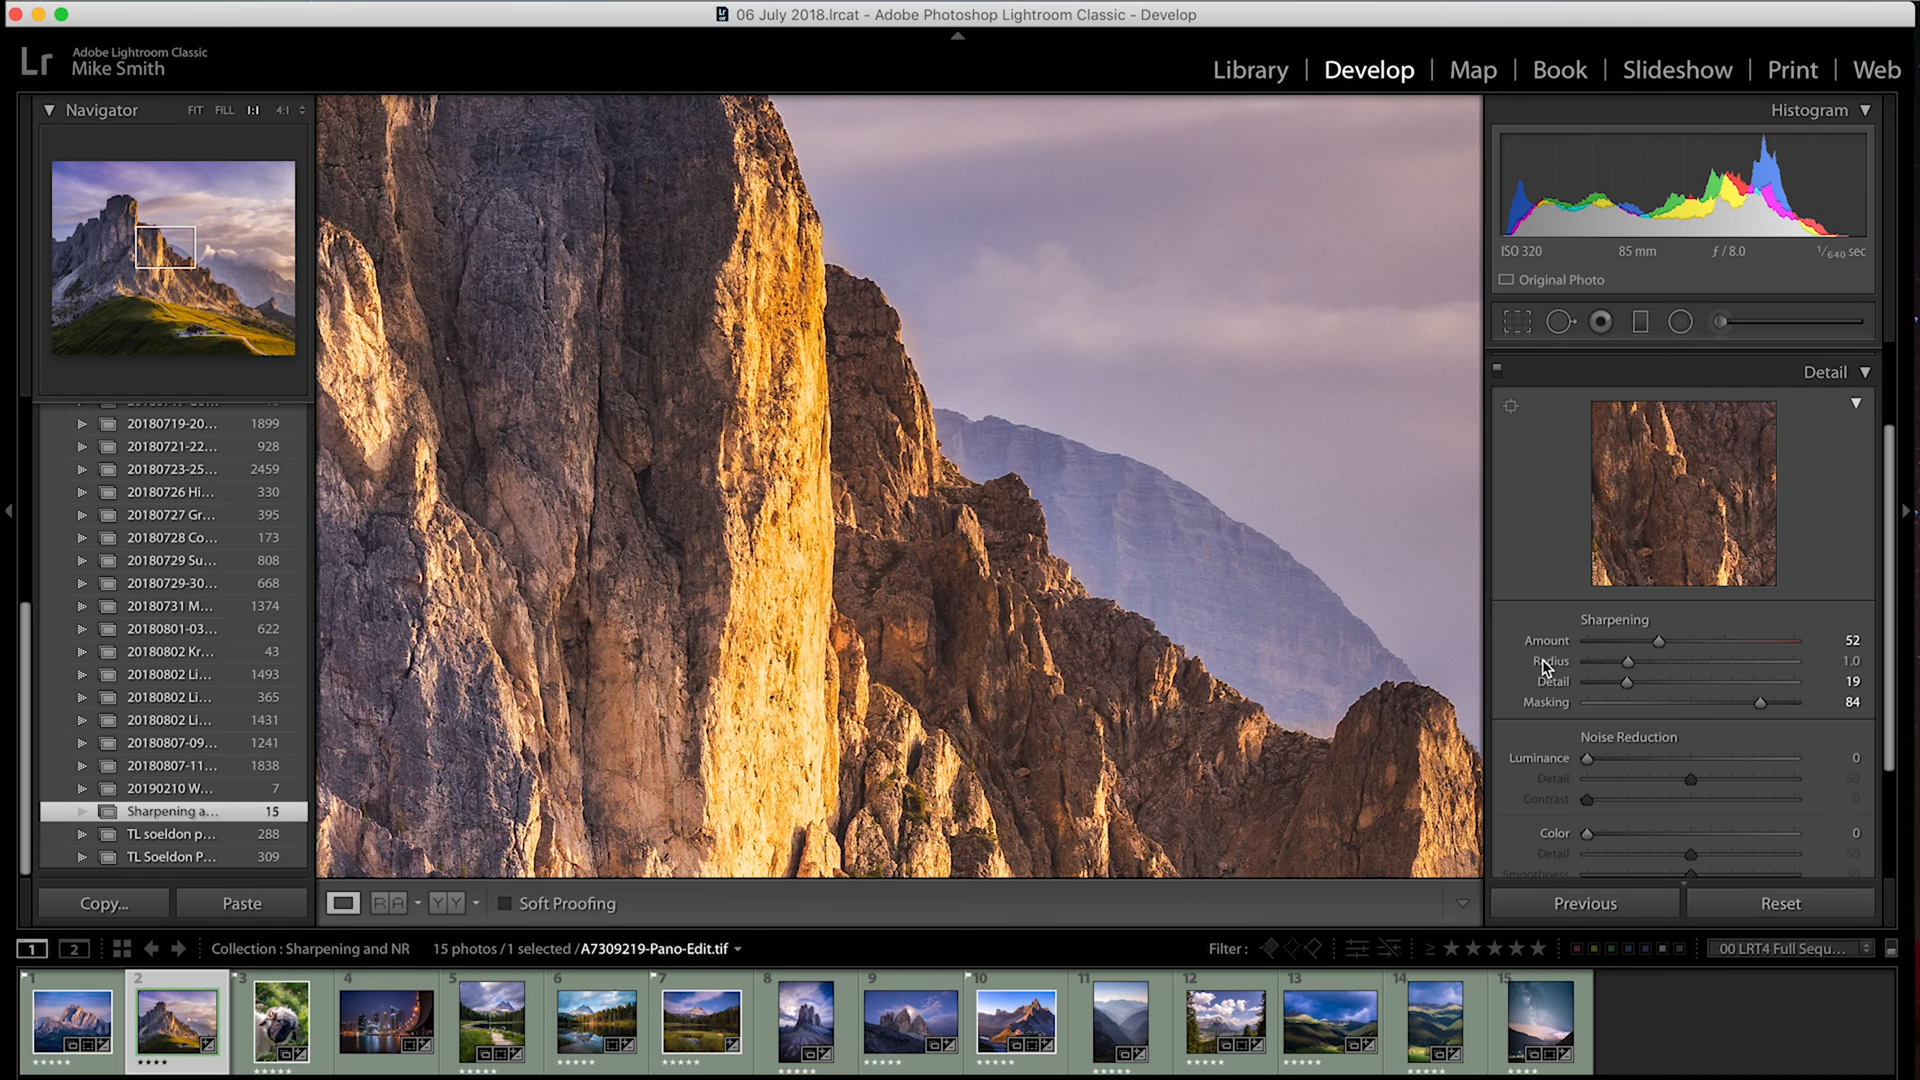 06 July 2018.lrcat - Adobe Photoshop Lightroom Classic - Develop
Lr
Adobe Lightroom Classic
Mike Smith
Library | Develop | Map | Book | Slideshow | Print | Web
Navigator FIT FILL 1:1 4:1
20180719-20... 1899
20180721-22... 928
20180723-25... 2459
20180726 Hi... 330
20180727 Gr... 395
20180728 Co... 173
20180729 Su... 808
20180729-30... 668
20180731 M... 1374
20180801-03... 622
20180802 Kr... 43
20180802 Li... 1493
20180802 Li... 365
20180802 Li... 1431
20180807-09... 1241
20180807-11... 1838
20190210 W... 7
Sharpening a... 15
TL soeldon p... 288
TL Soeldon P... 309
Copy... Paste
Soft Proofing
Histogram
ISO 320 85 mm ƒ / 8.0 1/640 sec
Original Photo
Detail
Sharpening
Amount 52
Radius 1.0
Detail 19
Masking 84
Noise Reduction
Luminance 0
Detail 50
Contrast 0
Color 0
Detail 50
Smoothness
Previous Reset
1 2 Collection : Sharpening and NR 15 photos / 1 selected / A7309219-Pano-Edit.tif Filter : 00 LRT4 Full Sequ...
1 2 3 4 5 6 7 8 9 10 11 12 13 14 15